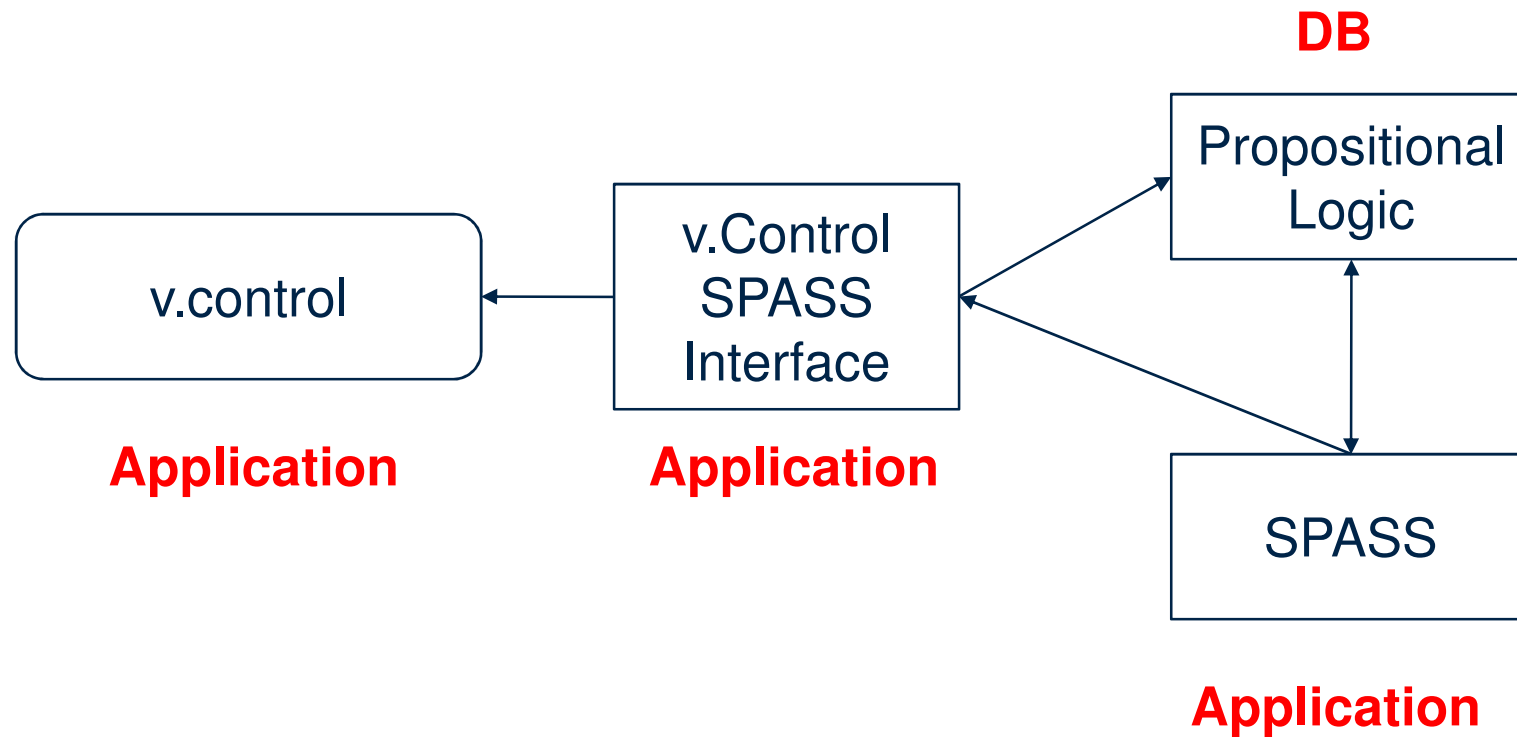 DB
Propositional
Logic
v.control
v.Control
SPASS
Interface
Application
Application
SPASS
Application